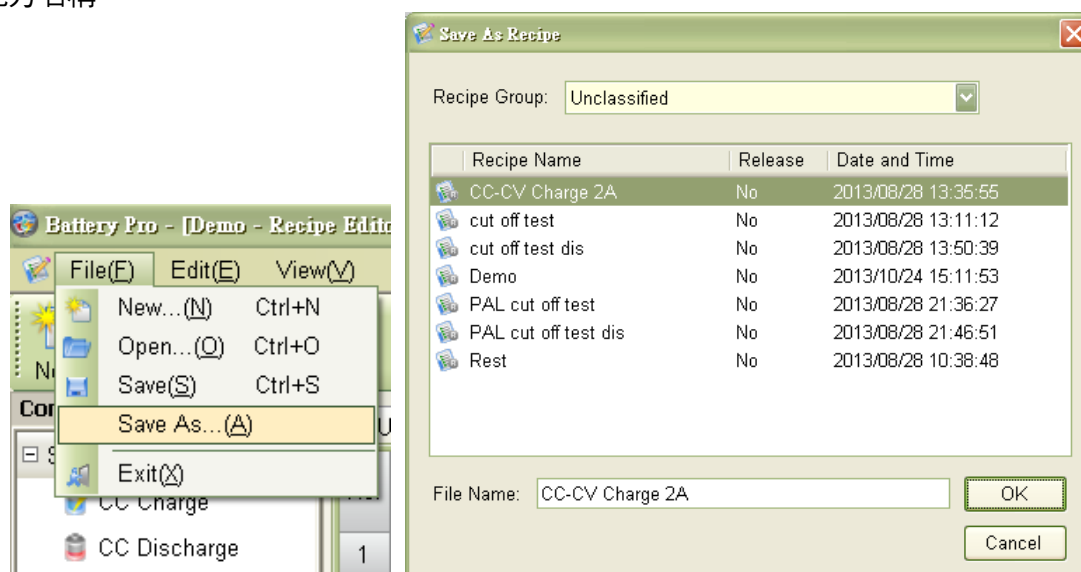 Save As Recipe
Recipe Group: Unclassified
Recipe Name Release Date and Time
CC-CV Charge 2A No 2013/08/28 13:35:55
cut off test No 2013/08/28 13:11:12
cut off test dis No 2013/08/28 13:50:39
Demo No 2013/10/24 15:11:53
PAL cut off test No 2013/08/28 21:36:27
PAL cut off test dis No 2013/08/28 21:46:51
Rest No 2013/08/28 10:38:48
File Name: CC-CV Charge 2A OK
Cancel
Battery Pro - [Demo - Recipe Edito
File(F) Edit(E) View(V)
New...(N) Ctrl+N
Open...(O) Ctrl+O
Save(S) Ctrl+S
Save As...(A)
Exit(X)
CC Charge
CC Discharge 1